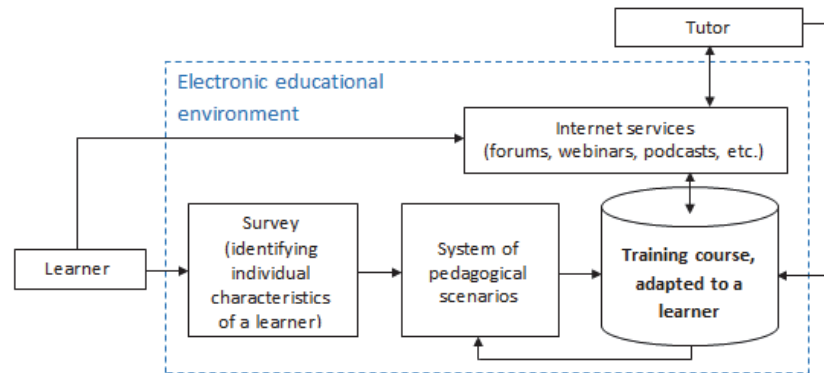 Tutor
Electronic educational
environment
Internet services
(forums, webinars, podcasts, etc.)
Learner
Survey
(identifying
individual
characteristics
of a learner)
System of
pedagogical
scenarios
Training course,
adapted to a
learner